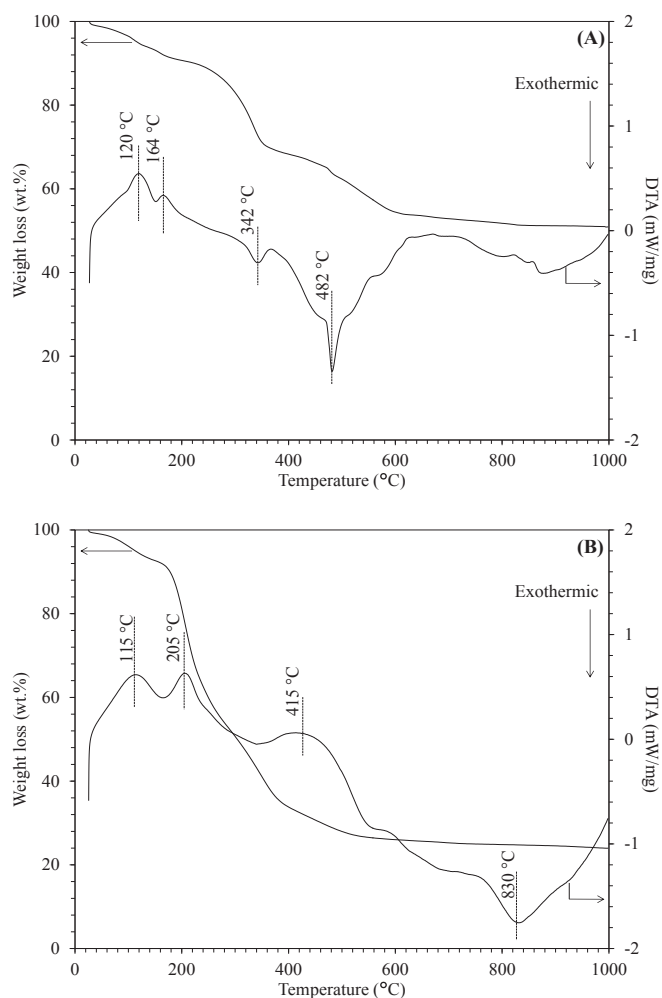 100
80
60
40
20
0
Weight loss (wt.%)
120 °C
164 °C
342 °C
482 °C
(A)
Exothermic
2
1
0
-1
-2
DTA (mW/mg)
0 200 400 600 800 1000
Temperature (°C)
100
80
60
40
20
0
Weight loss (wt.%)
115 °C
205 °C
415 °C
830 °C
(B)
Exothermic
2
1
0
-1
-2
DTA (mW/mg)
0 200 400 600 800 1000
Temperature (°C)